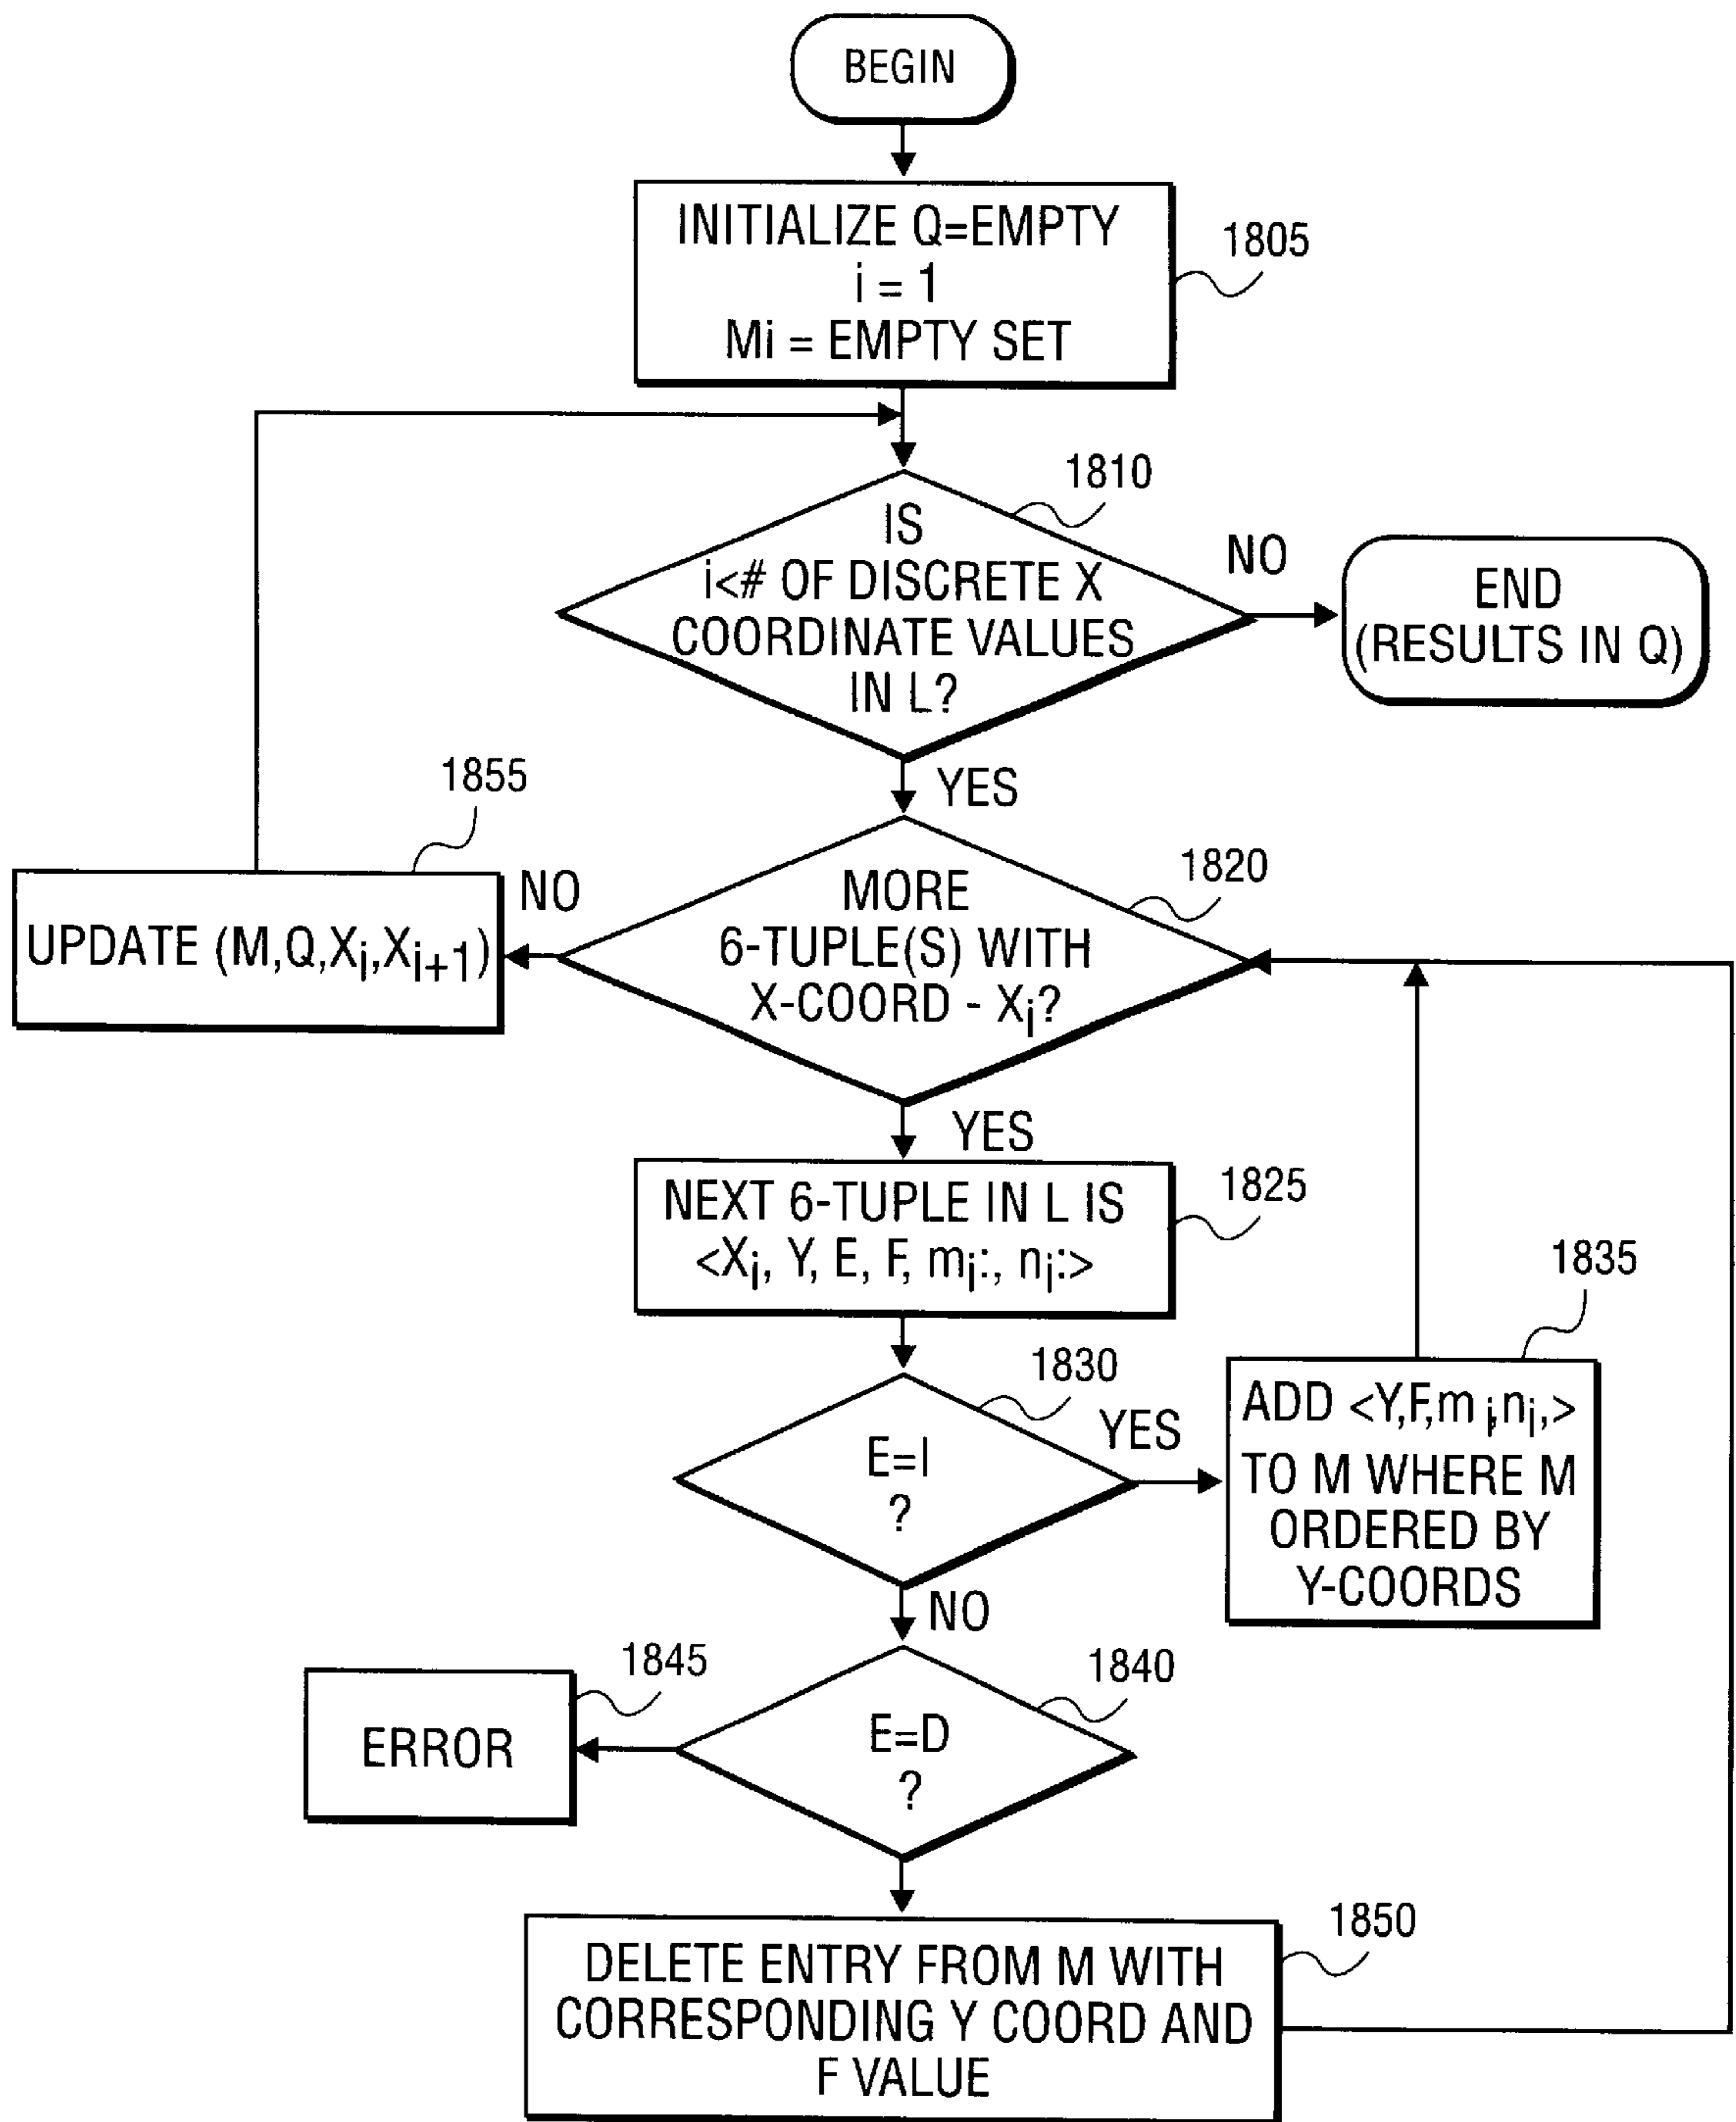 BEGIN
INITIALIZE Q=EMPTY
i = 1
Mi = EMPTY SET
1805
1810
IS
i<# OF DISCRETE X
COORDINATE VALUES
IN L?
NO
END
(RESULTS IN Q)
YES
1855
UPDATE (M,Q,Xi,Xi+1)
NO
1820
MORE
6-TUPLE(S) WITH
X-COORD - Xi?
YES
1825
NEXT 6-TUPLE IN L IS
<Xi, Y, E, F, mi:, ni:>
1830
E=I
?
YES
1835
ADD <Y,F,m i,ni,>
TO M WHERE M
ORDERED BY
Y-COORDS
NO
1845
ERROR
1840
E=D
?
1850
DELETE ENTRY FROM M WITH
CORRESPONDING Y COORD AND
F VALUE